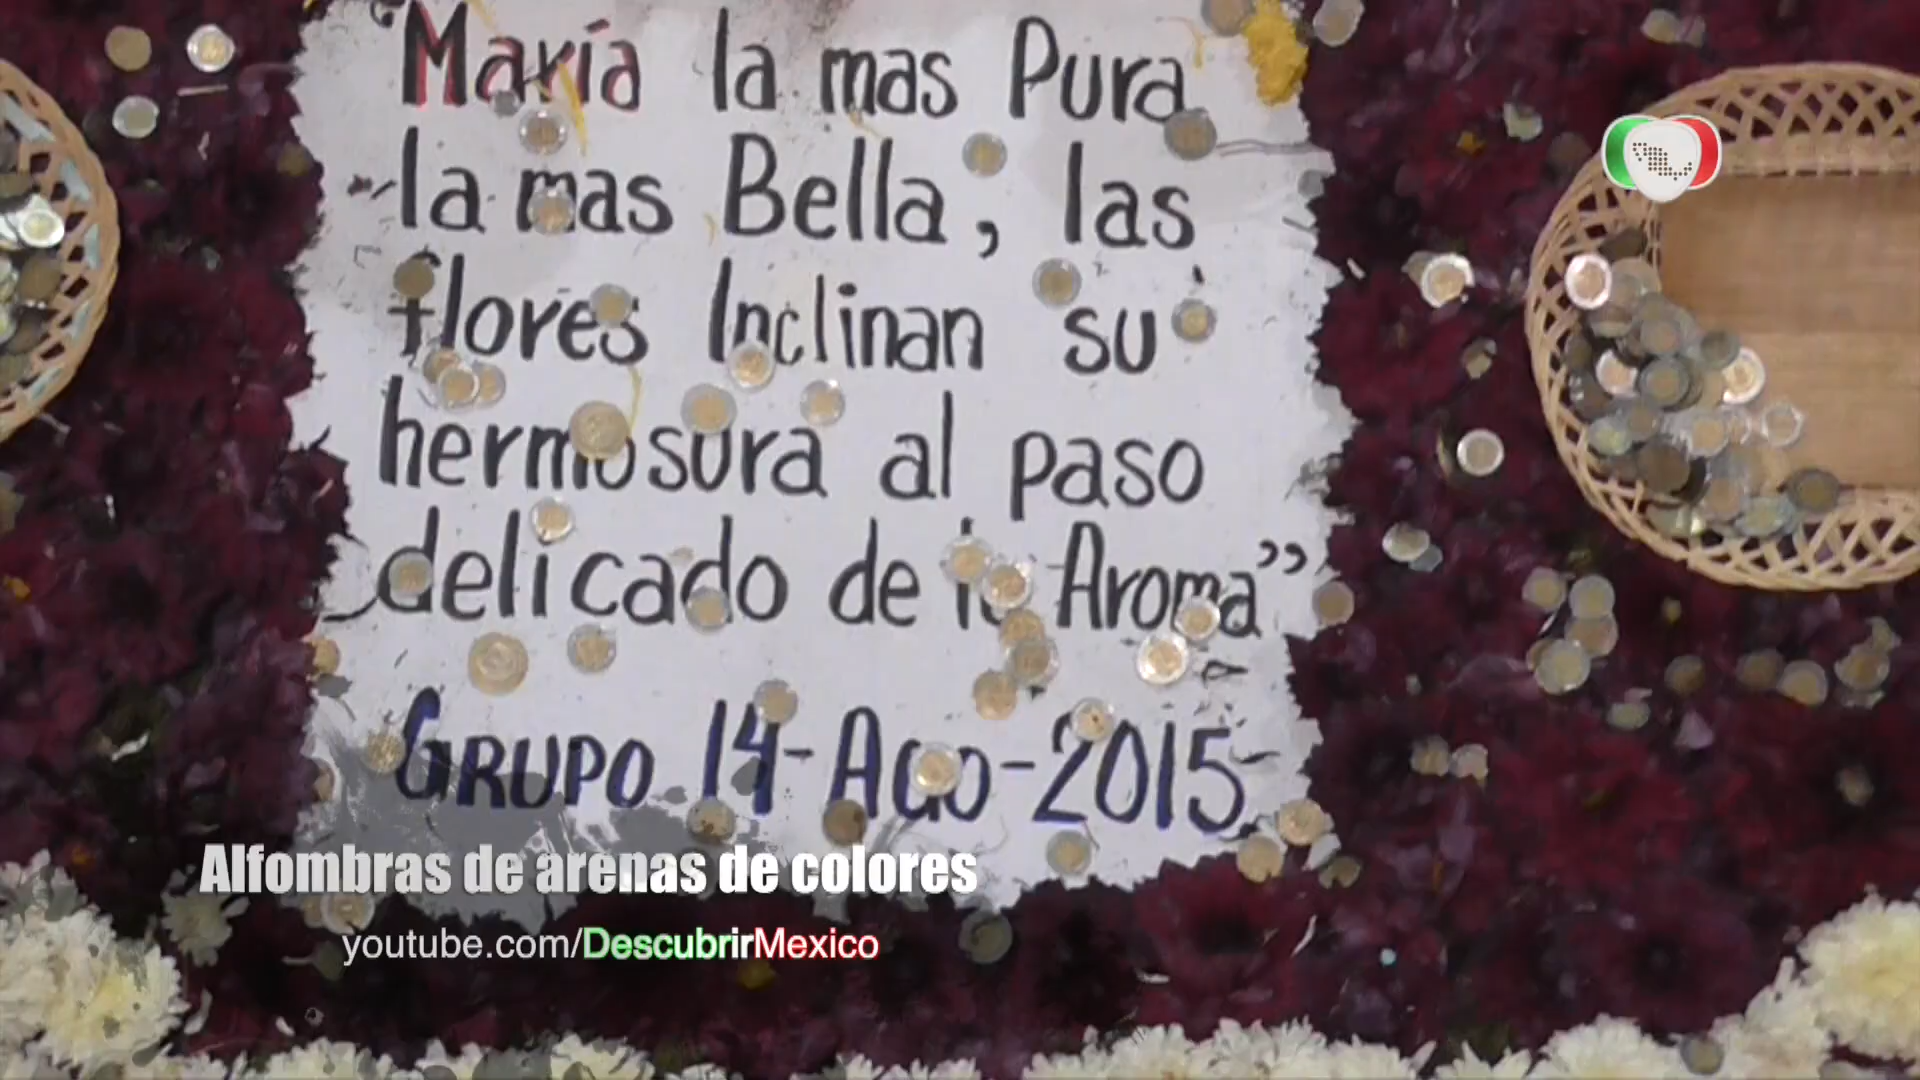 “María la mas Pura
la mas Bella, las
flores Inclinan su
hermosura al paso
delicado de Aroma”
GRUPO 14-AGO-2015
Alfombras de arenas de colores
youtube.com/DescubrirMexico